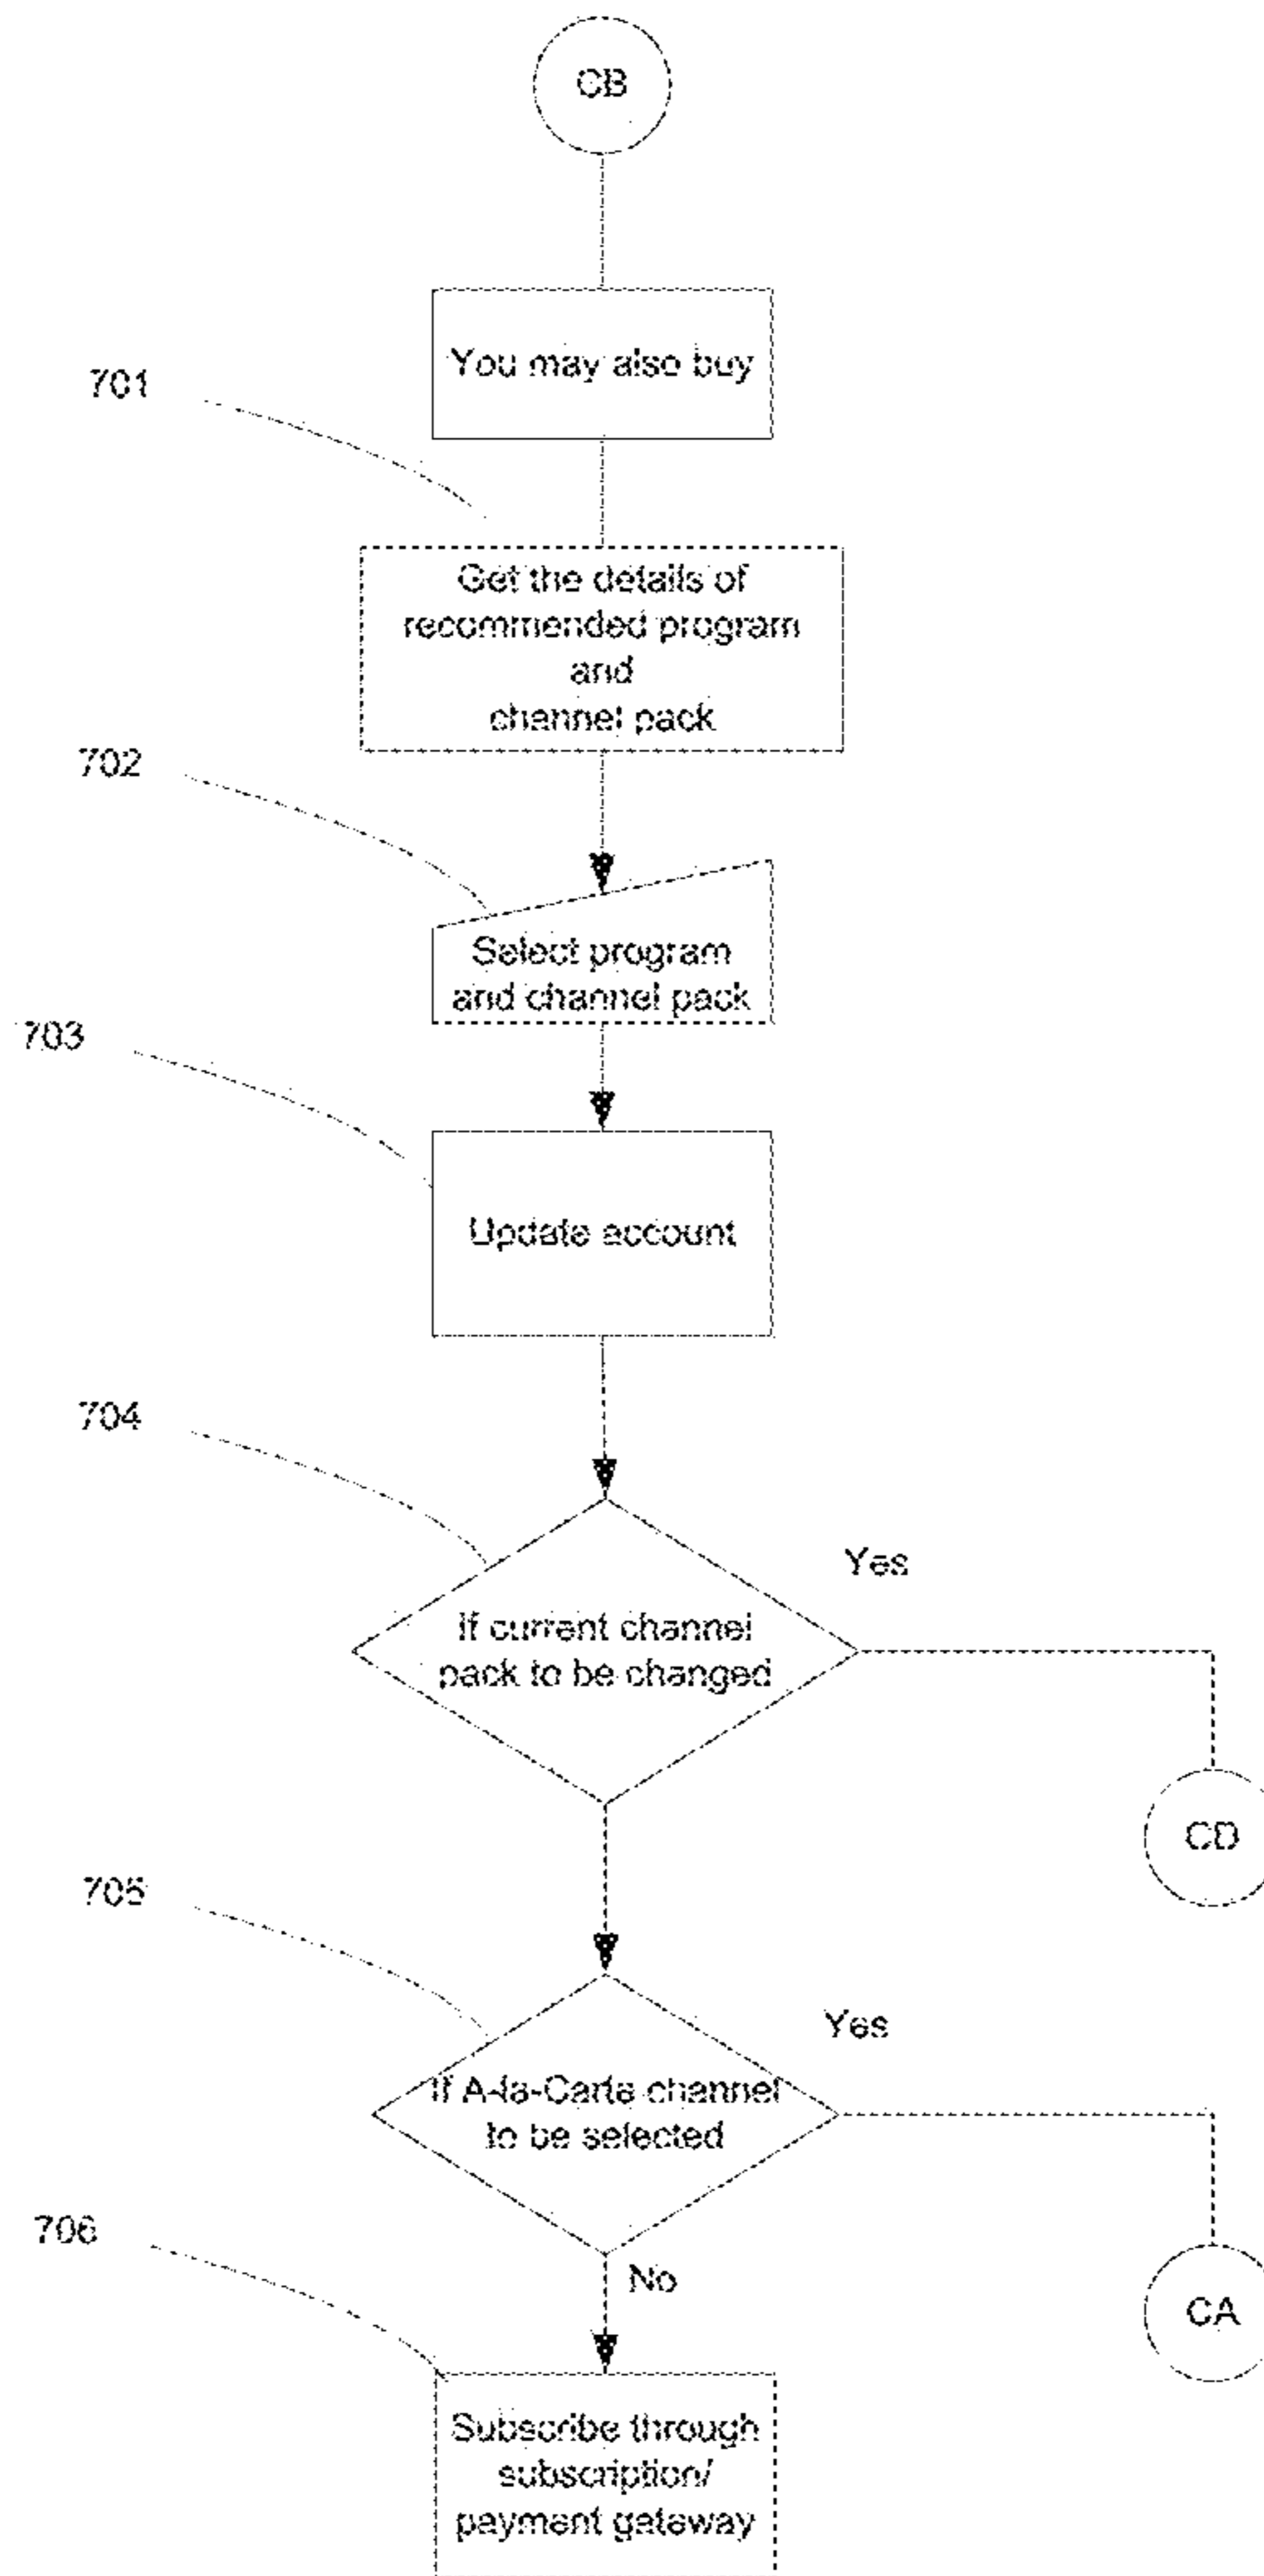 CB
You may also buy
701
Get the details of
recommended program
and
channel pack
702
Select program
and channel pack
703
Update account
704
Yes
If current channel
pack to be changed
CD
705
Yes
If A-la-Carte channel
to be selected
706
No
CA
Subscribe through
subscription/
payment gateway